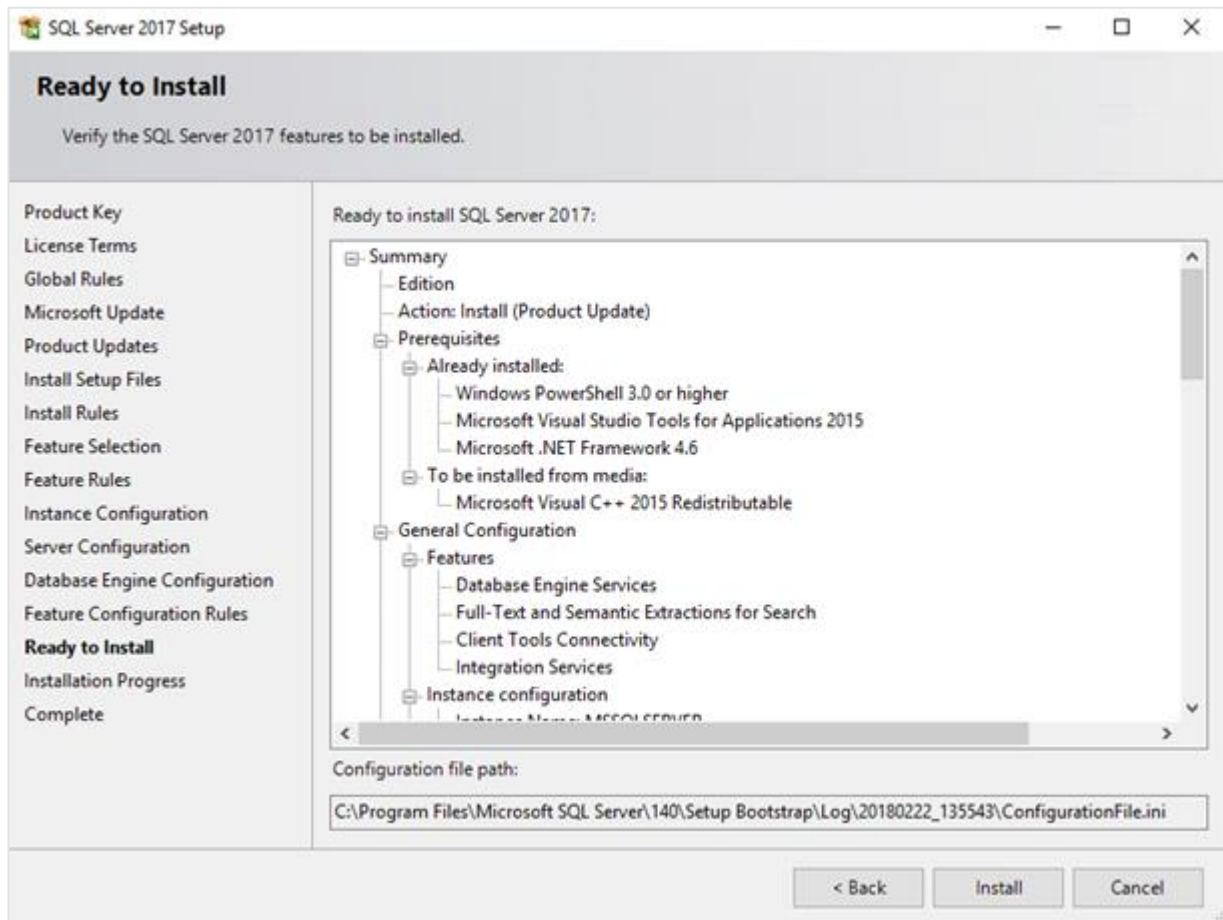 SQL Server 2017 Setup
Ready to Install
Verify the SQL Server 2017 features to be installed.
Product Key
License Terms
Global Rules
Microsoft Update
Product Updates
Install Setup Files
Install Rules
Feature Selection
Feature Rules
Instance Configuration
Server Configuration
Database Engine Configuration
Feature Configuration Rules
Ready to Install
Installation Progress
Complete
Ready to install SQL Server 2017:
Summary
Edition
Action: Install (Product Update)
Prerequisites
Already installed:
Windows PowerShell 3.0 or higher
Microsoft Visual Studio Tools for Applications 2015
Microsoft .NET Framework 4.6
To be installed from media:
Microsoft Visual C++ 2015 Redistributable
General Configuration
Features
Database Engine Services
Full-Text and Semantic Extractions for Search
Client Tools Connectivity
Integration Services
Instance configuration
Instance Name: MSSQLSERVER
Configuration file path:
C:\Program Files\Microsoft SQL Server\140\Setup Bootstrap\Log\20180222_135543\ConfigurationFile.ini
< Back
Install
Cancel